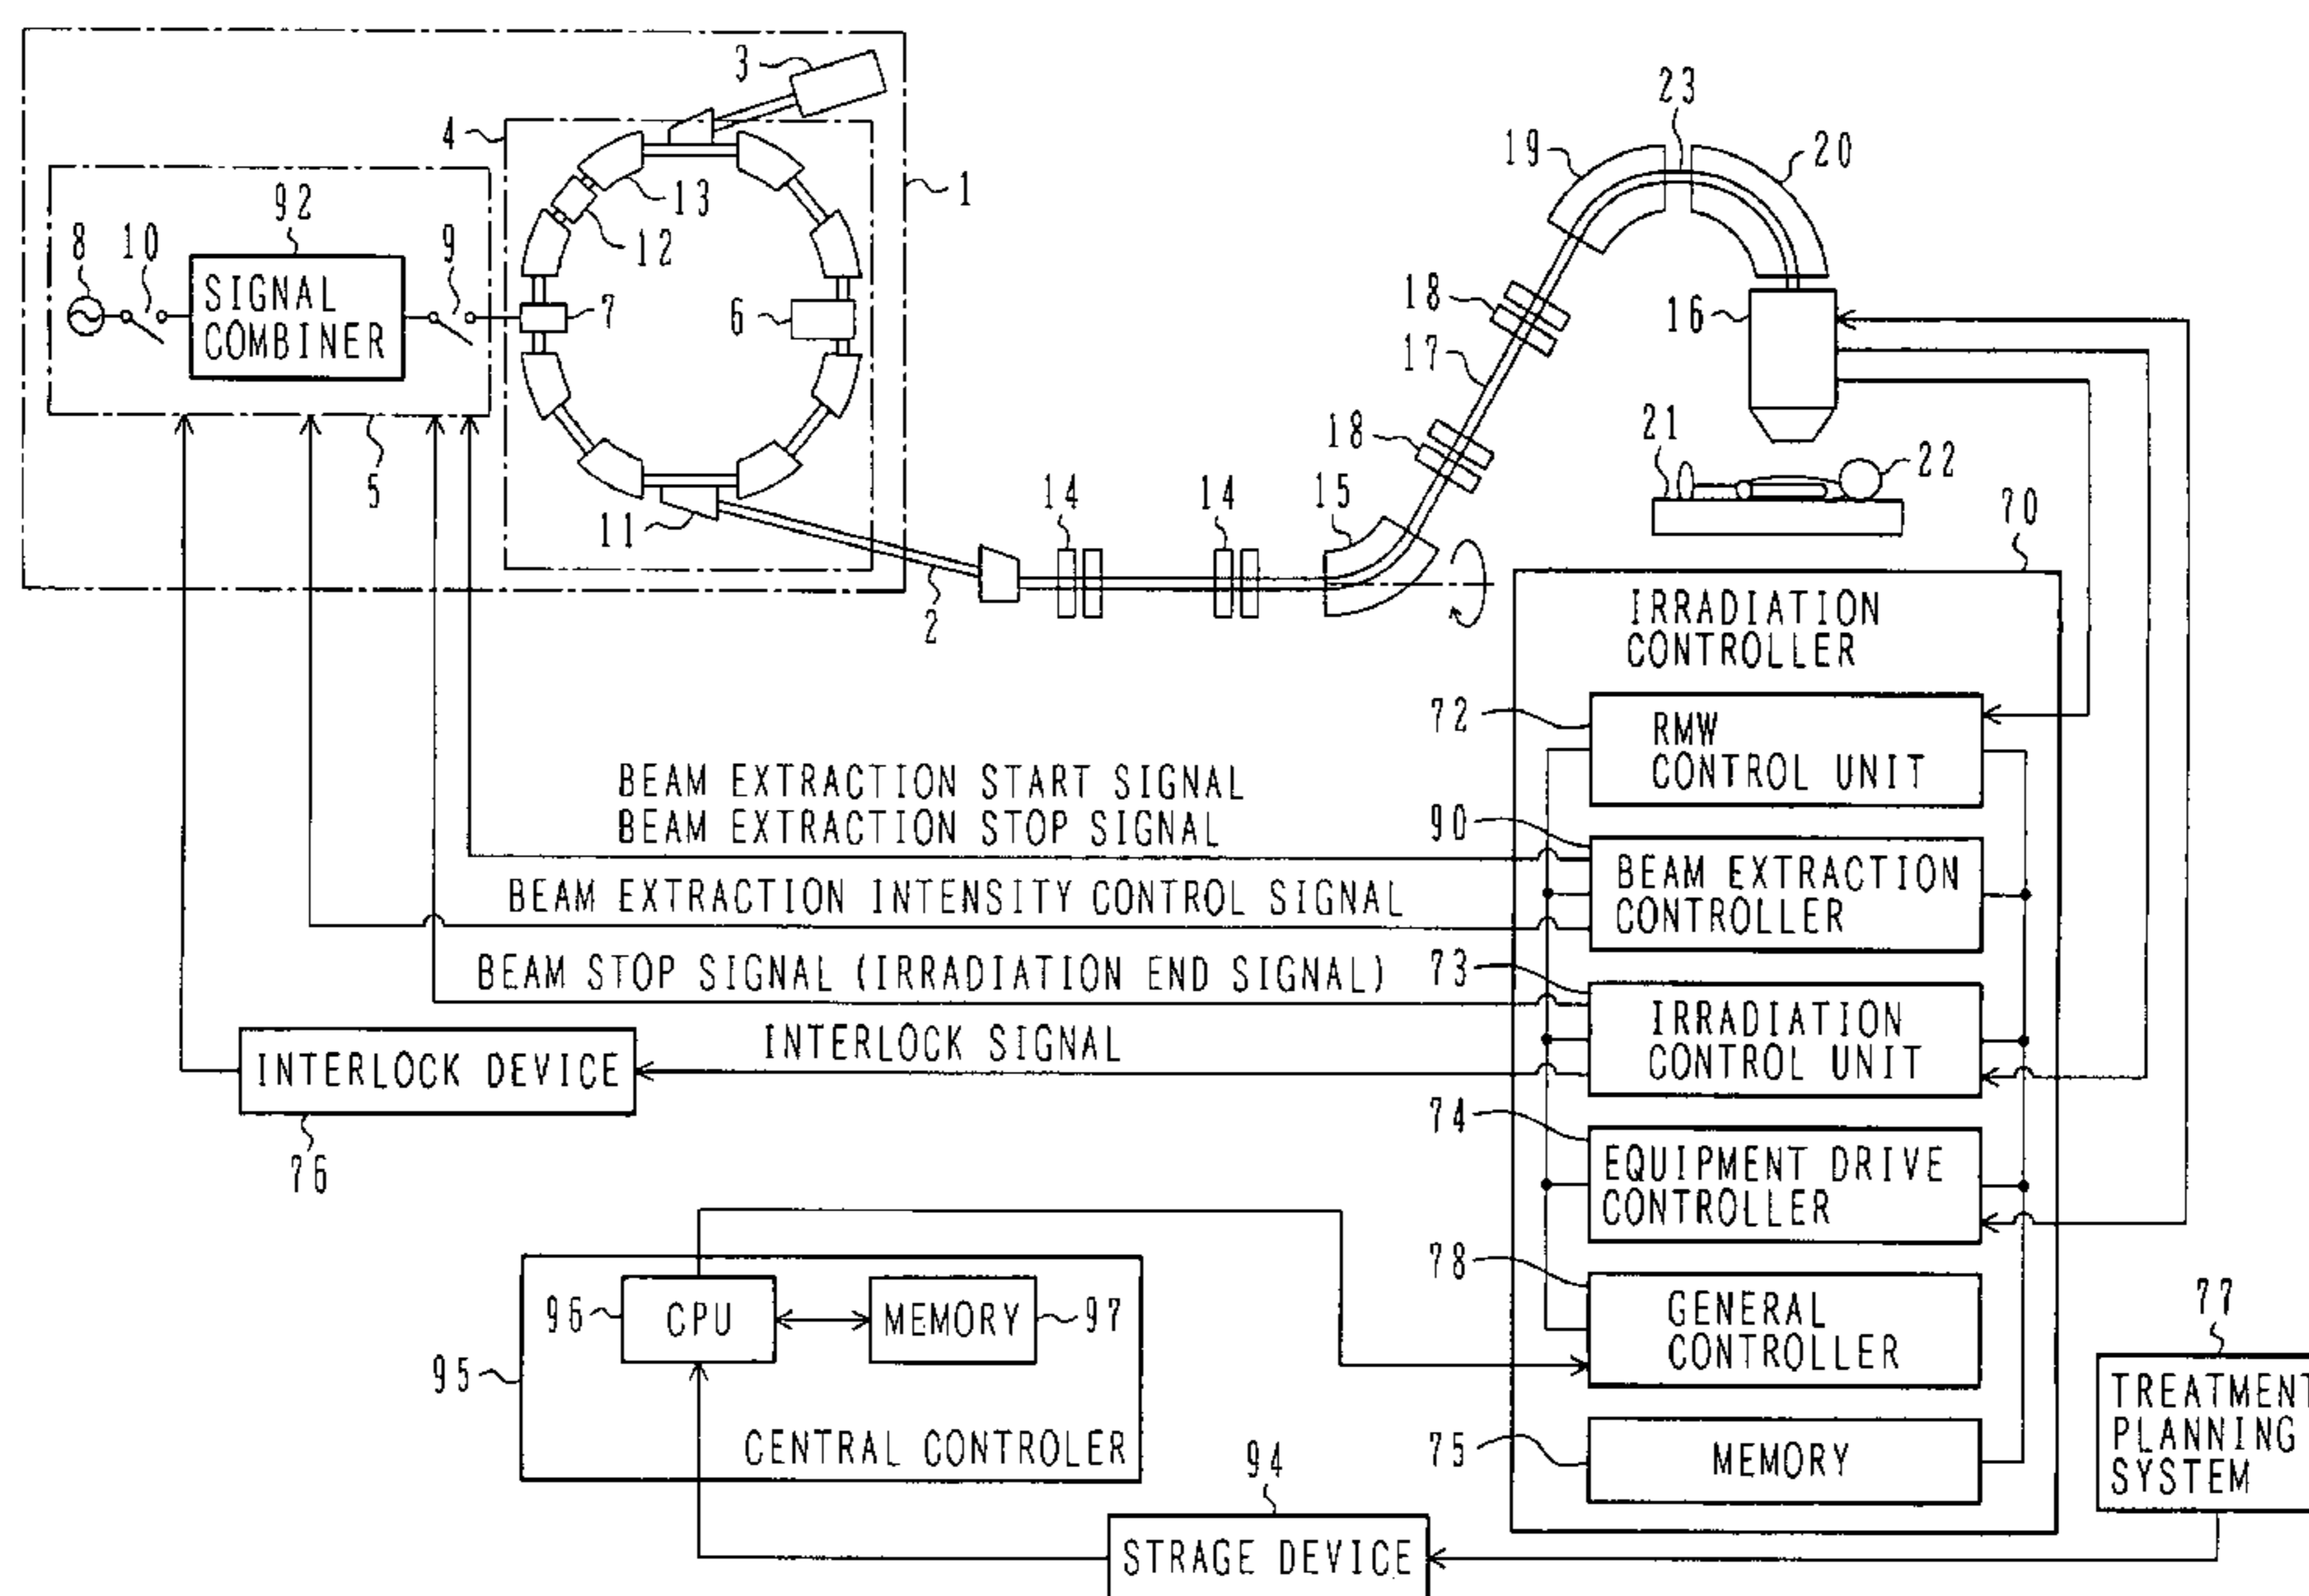 3
23
4
19
20
92
1
13
8
10
9
12
SIGNAL
COMBINER
7
6
18
16
17
18
21
22
5
14
14
15
11
70
2
IRRADIATION
CONTROLLER
72
RMW
CONTROL UNIT
BEAM EXTRACTION START SIGNAL
BEAM EXTRACTION STOP SIGNAL
90
BEAM EXTRACTION
CONTROLLER
BEAM EXTRACTION INTENSITY CONTROL SIGNAL
BEAM STOP SIGNAL (IRRADIATION END SIGNAL)
73
IRRADIATION
CONTROL UNIT
INTERLOCK SIGNAL
INTERLOCK DEVICE
76
74
EQUIPMENT DRIVE
CONTROLLER
78
GENERAL
CONTROLLER
96
CPU
MEMORY
97
95
CENTRAL CONTROLER
77
TREATMENT
PLANNING
SYSTEM
75
MEMORY
94
STRAGE DEVICE